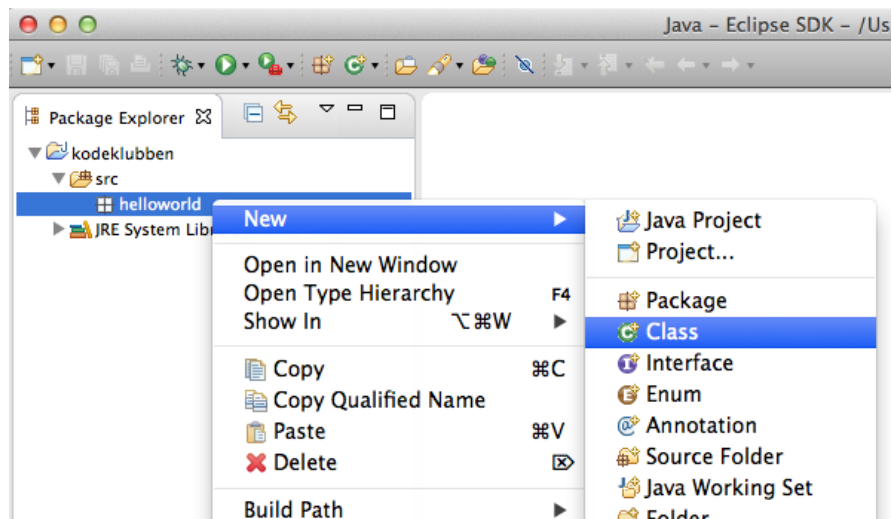 Java – Eclipse SDK – /Us
Package Explorer
kodeklubben
src
helloworld
JRE System Libr
New
Open in New Window
Open Type Hierarchy F4
Show In ⌥⌘W
Copy ⌘C
Copy Qualified Name
Paste ⌘V
Delete ⌦
Build Path
Java Project
Project...
Package
Class
Interface
Enum
Annotation
Source Folder
Java Working Set
Folder